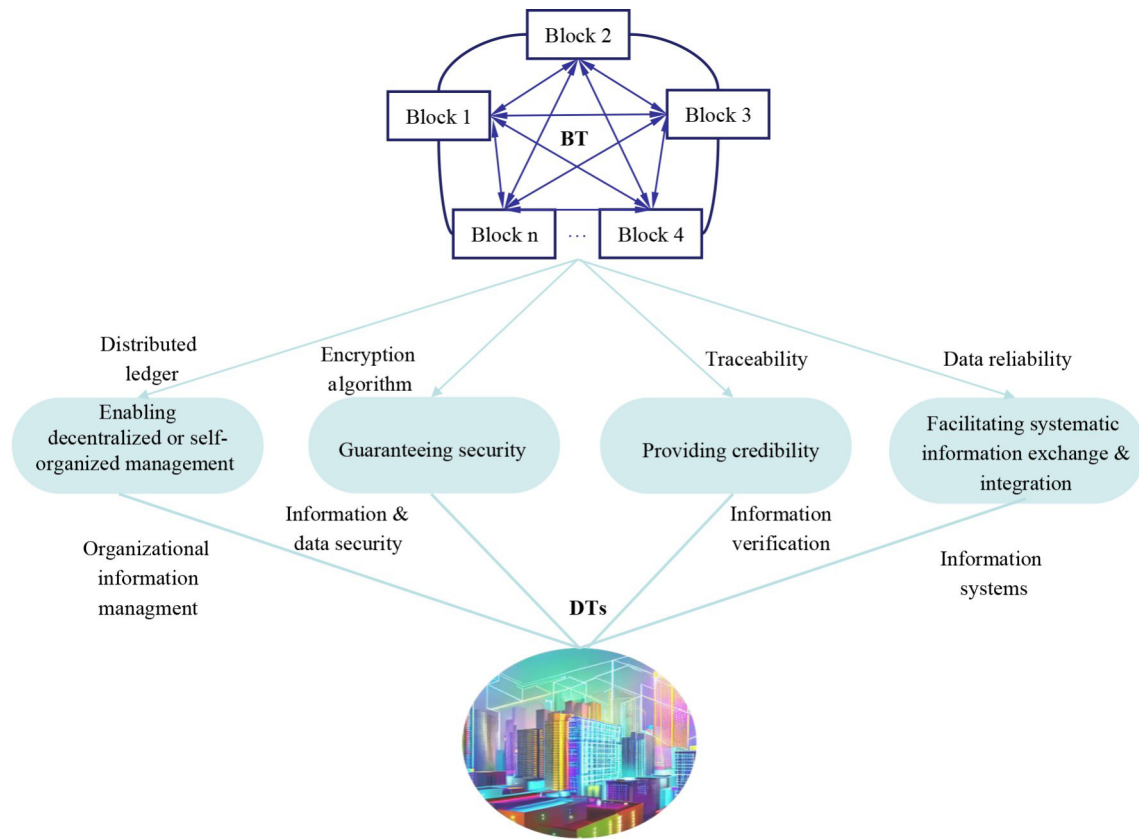 Block 2
Block 1
Block 3
BT
Block n
...
Block 4
Distributed
ledger
Encryption
algorithm
Traceability
Data reliability
Enabling
decentralized or self-
organized management
Guaranteeing security
Providing credibility
Facilitating systematic
information exchange &
integration
Organizational
information
managment
Information &
data security
Information
verification
Information
systems
DTs